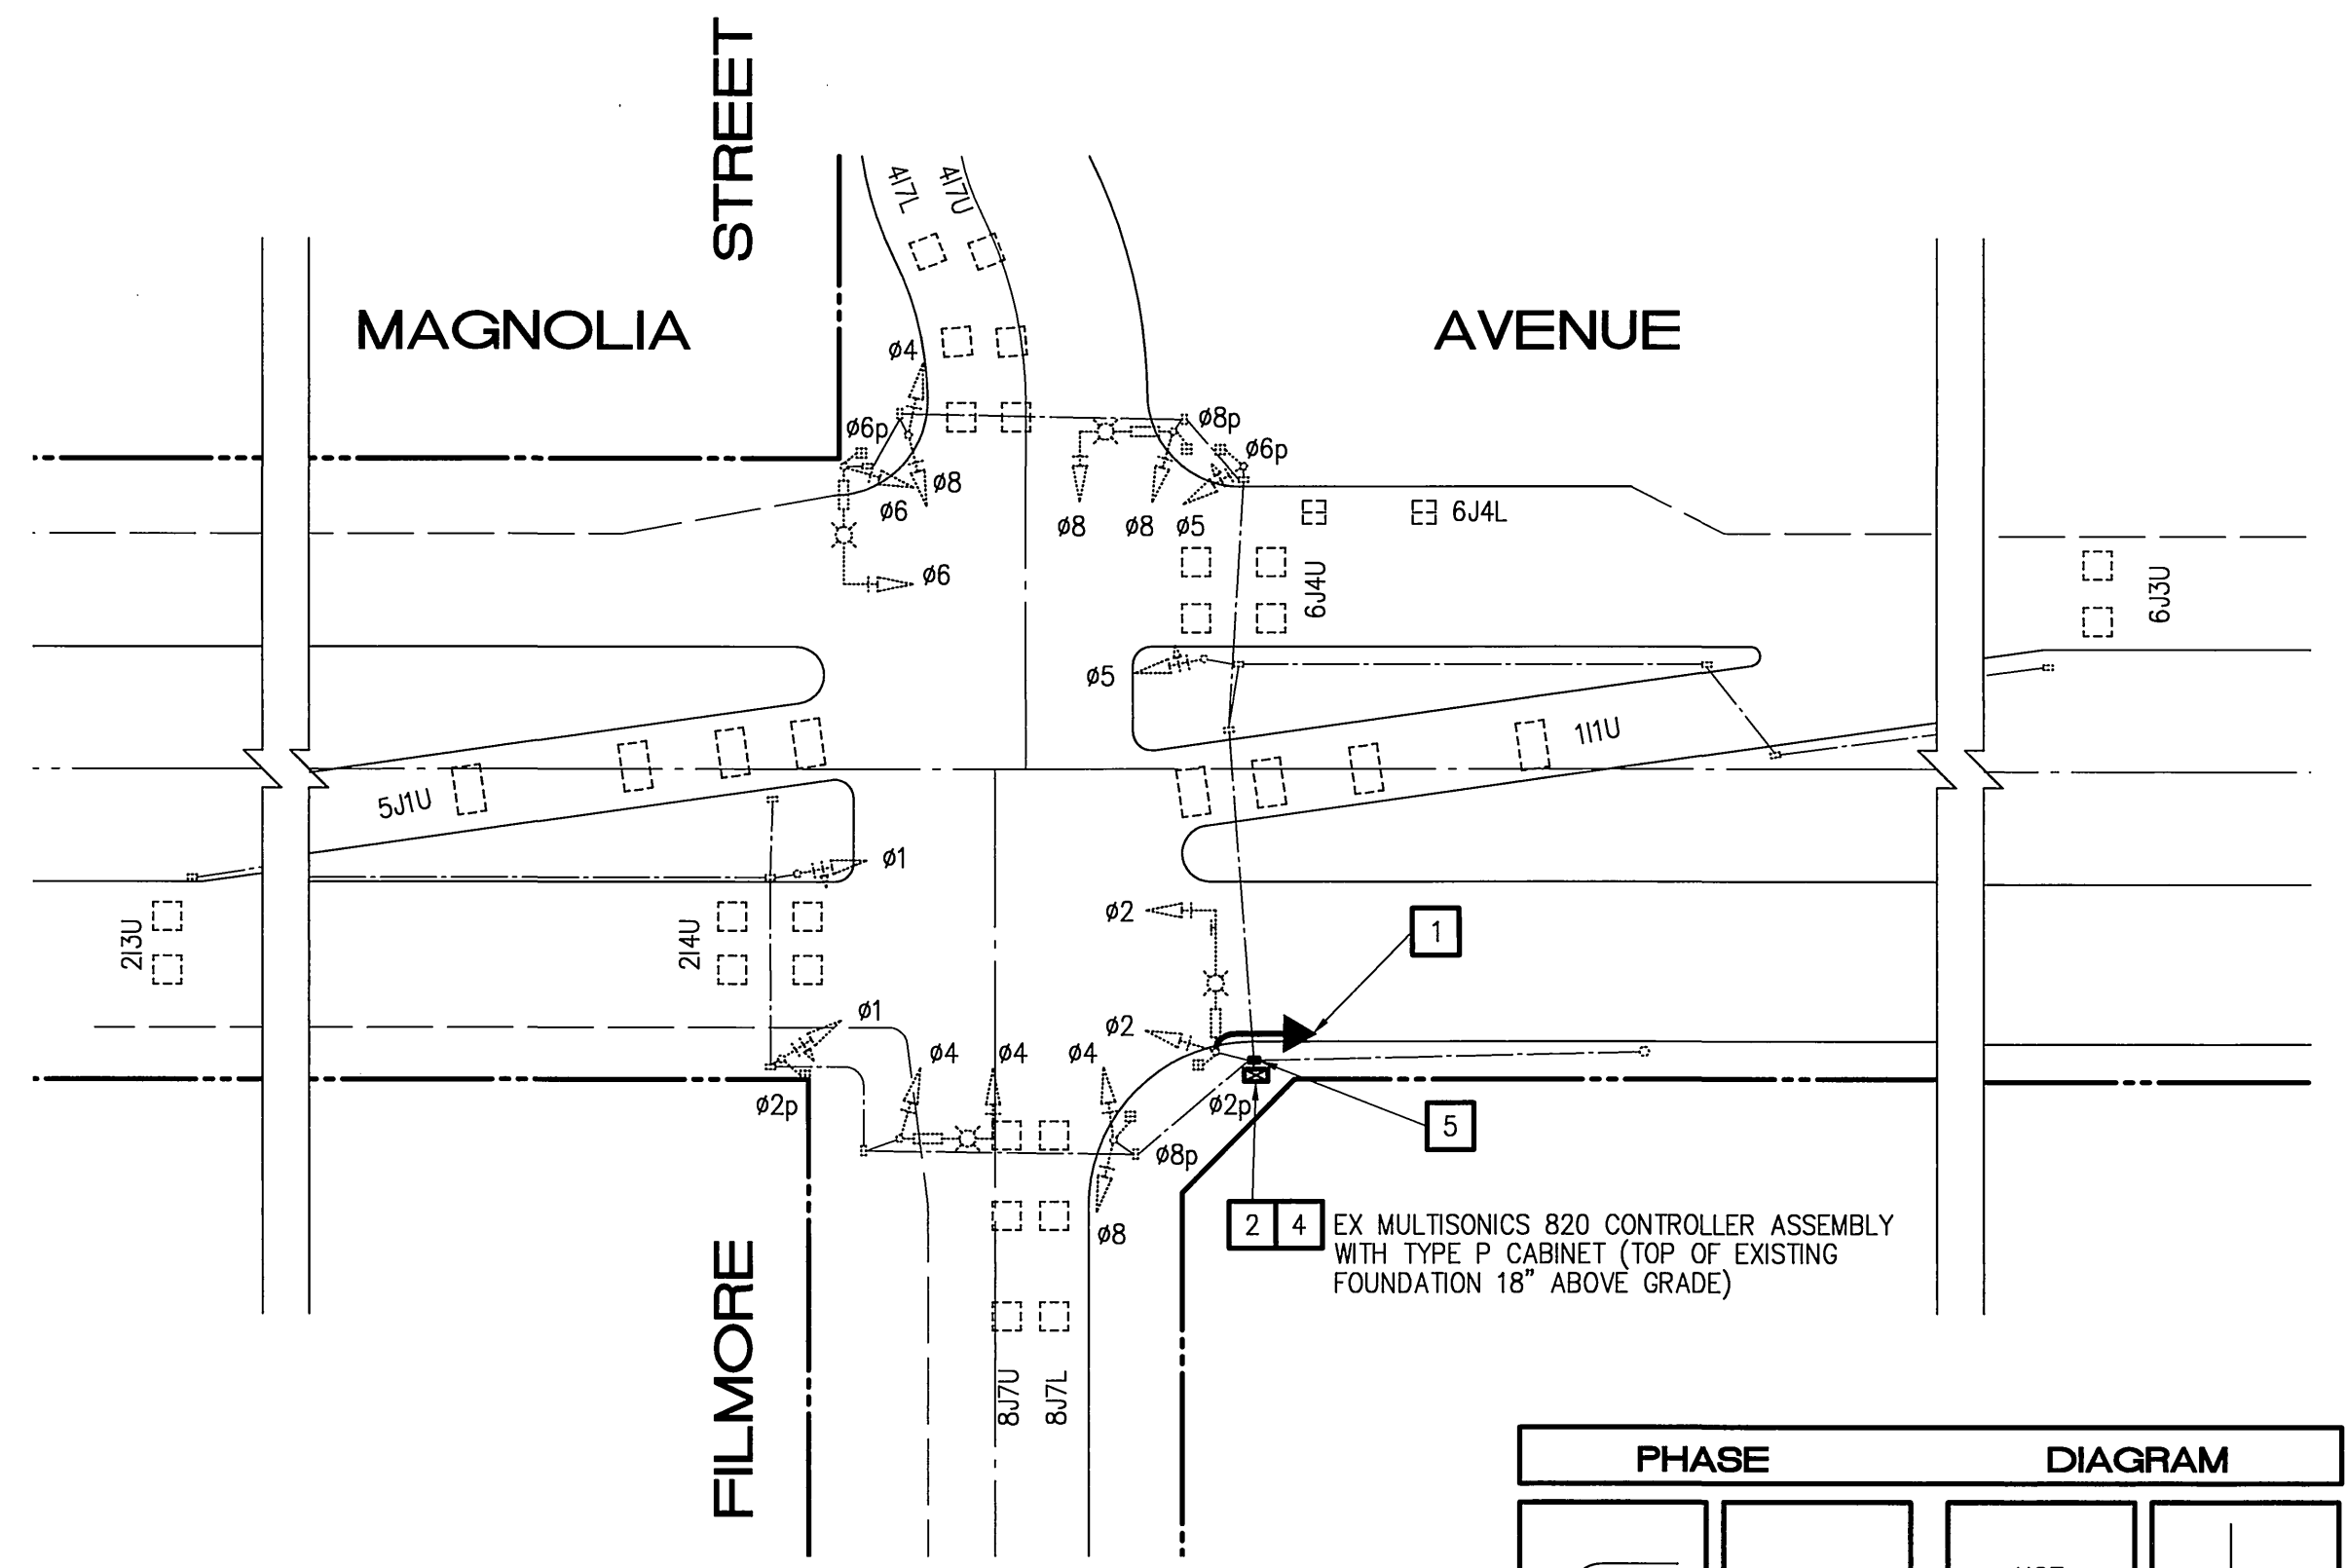 STREET
MAGNOLIA
AVENUE
4I7L
4I7U
ø4
ø6p
ø8
ø6
ø6
ø8p
ø6p
ø8
ø8
ø5
6J4L
6J4U
6J3U
ø5
1I1U
5J1U
ø1
2I3U
2I4U
ø2
1
ø1
ø2
ø4
ø4
ø4
ø2p
ø2p
5
ø8p
ø8
2 4 EX MULTISONICS 820 CONTROLLER ASSEMBLY
WITH TYPE P CABINET (TOP OF EXISTING
FOUNDATION 18" ABOVE GRADE)
FILMORE
8J7U
8J7L
PHASE DIAGRAM